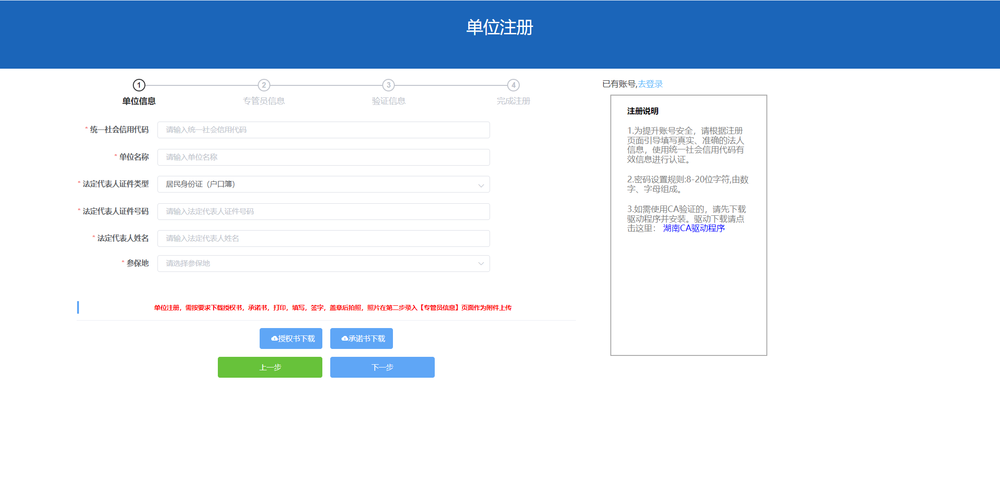 单位注册
1
2
3
4
单位信息
专管员信息
验证信息
完成注册
* 统一社会信用代码 请输入统一社会信用代码
* 单位名称 请输入单位名称
* 法定代表人证件类型 居民身份证（户口簿）
* 法定代表人证件号码 请输入法定代表人证件号码
* 法定代表人姓名 请输入法定代表人姓名
* 参保地 请选择参保地
单位注册，需按要求下载授权书，承诺书，打印，填写，签字，盖章后拍照，照片在第二步录入【专管员信息】页面作为附件上传
授权书下载 承诺书下载
上一步 下一步
已有账号,去登录
注册说明
1.为提升账号安全，请根据注册
页面引导填写真实、准确的法人
信息，使用统一社会信用代码有
效信息进行认证。
2.密码设置规则:8-20位字符,由数
字、字母组成。
3.如需使用CA验证的，请先下载
驱动程序并安装。驱动下载请点
击这里： 湖南CA驱动程序